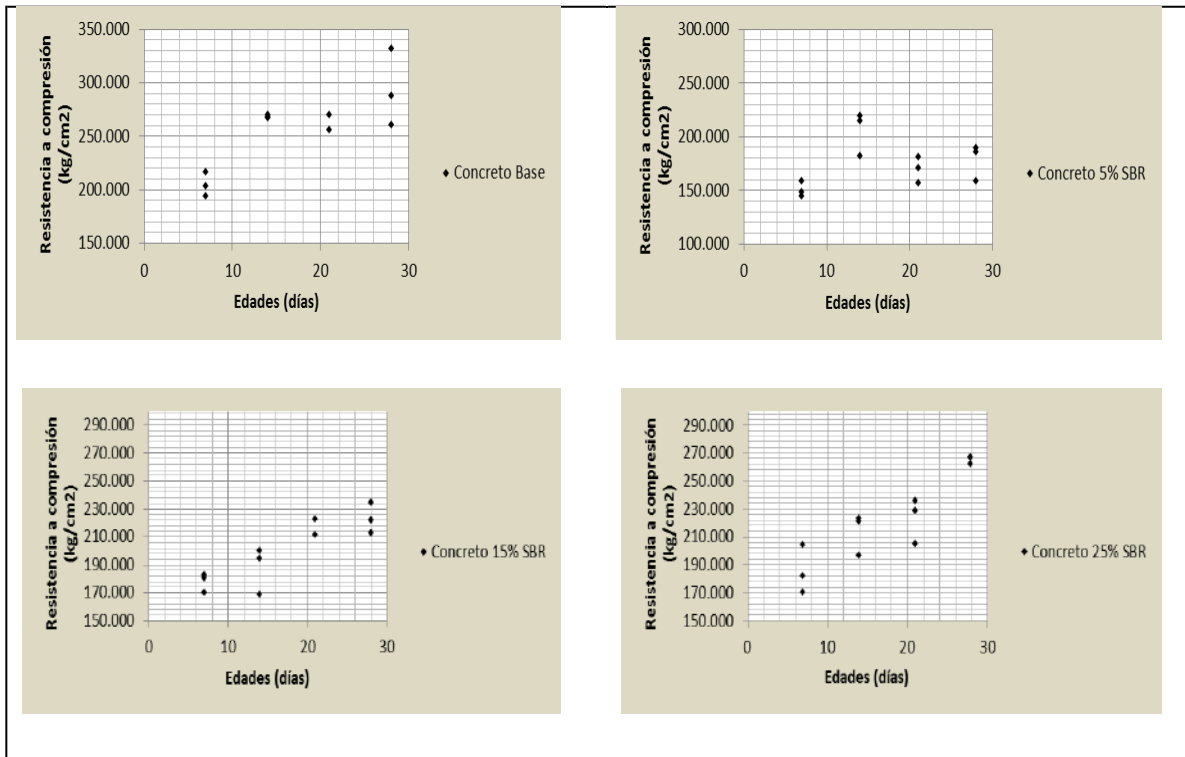 Resistencia a compresión
(kg/cm2)
350.000
300.000
250.000
200.000
150.000
0
10
20
30
Edades (días)
Concreto Base
Resistencia a compresión
(kg/cm2)
300.000
250.000
200.000
150.000
100.000
0
10
20
30
Edades (días)
Concreto 5% SBR
Resistencia a compresión
(kg/cm2)
290.000
270.000
250.000
230.000
210.000
190.000
170.000
150.000
0
10
20
30
Edades (días)
Concreto 15% SBR
Resistencia a compresión
(kg/cm2)
290.000
270.000
250.000
230.000
210.000
190.000
170.000
150.000
0
10
20
30
Edades (días)
Concreto 25% SBR